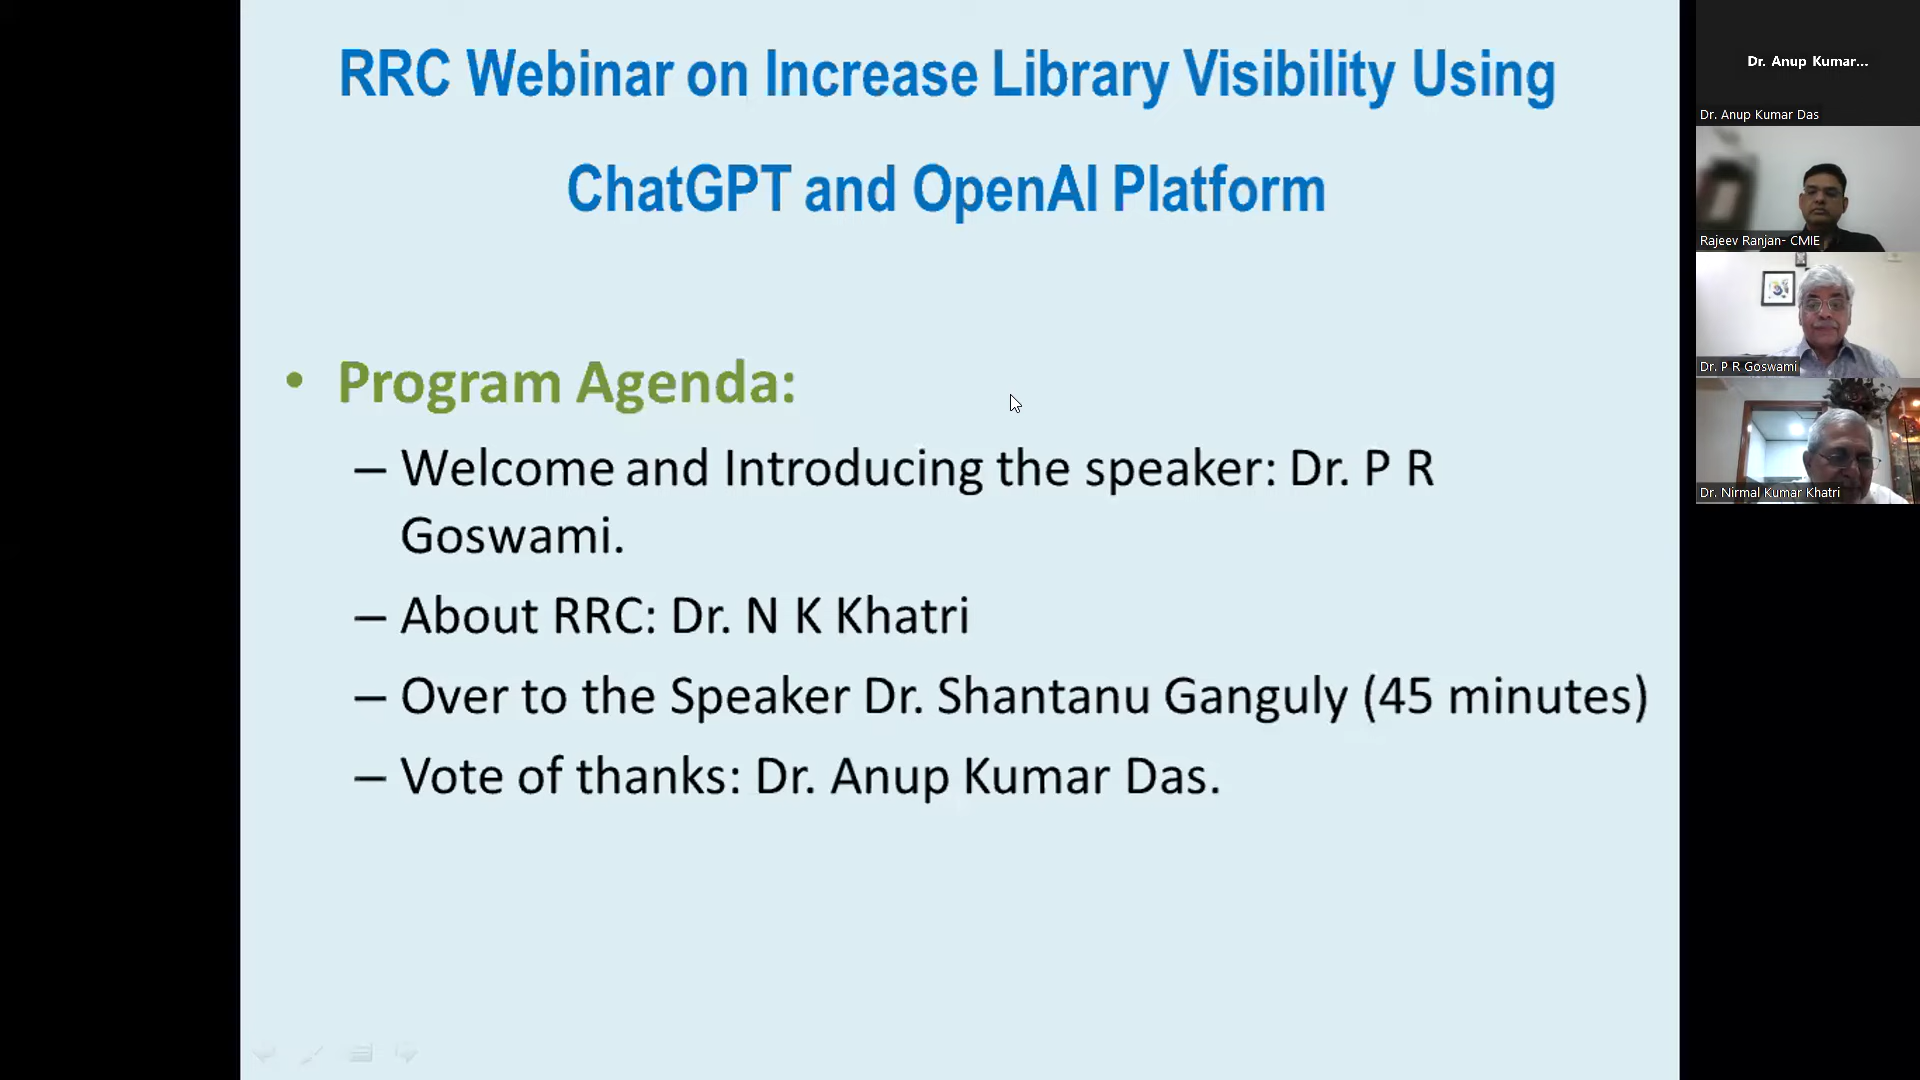 RRC Webinar on Increase Library Visibility Using
ChatGPT and OpenAI Platform
• Program Agenda:
– Welcome and Introducing the speaker: Dr. P R
Goswami.
– About RRC: Dr. N K Khatri
– Over to the Speaker Dr. Shantanu Ganguly (45 minutes)
– Vote of thanks: Dr. Anup Kumar Das.
Dr. Anup Kumar...
Dr. Anup Kumar Das
Rajeev Ranjan- CMIE
Dr. P R Goswami
Dr. Nirmal Kumar Khatri